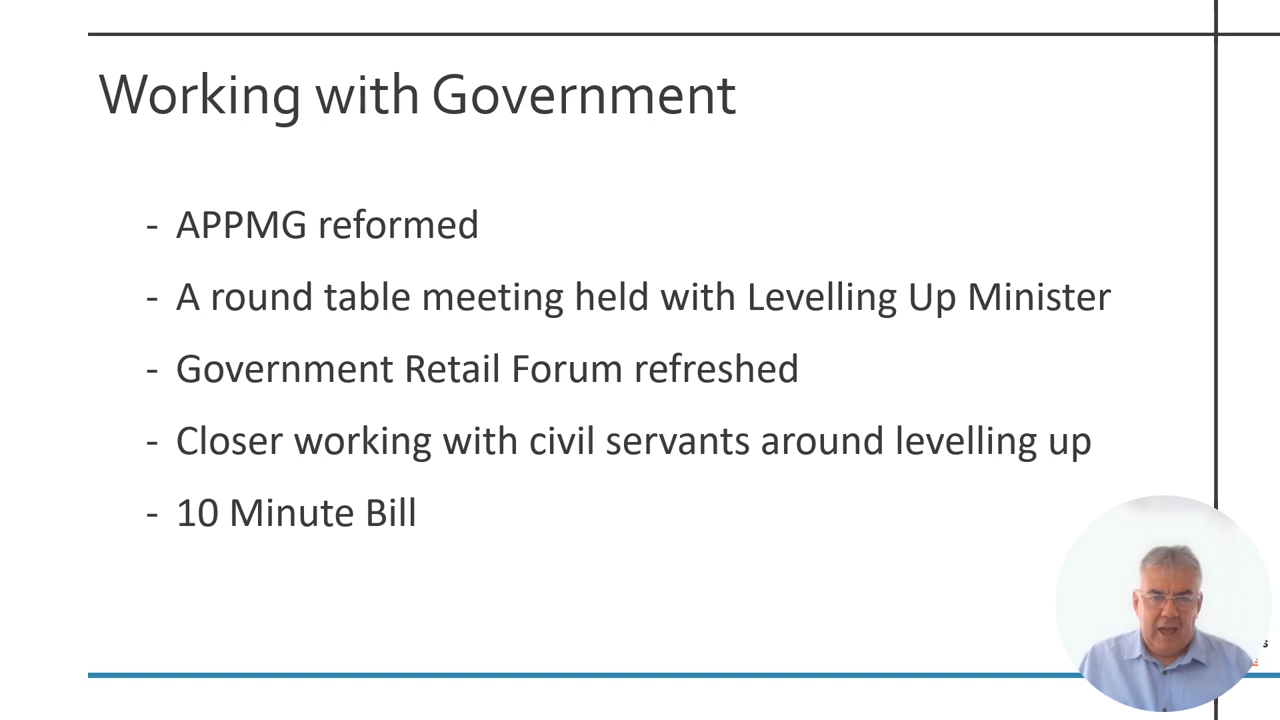 Working with Government
- APPMG reformed
- A round table meeting held with Levelling Up Minister
- Government Retail Forum refreshed
- Closer working with civil servants around levelling up
- 10 Minute Bill